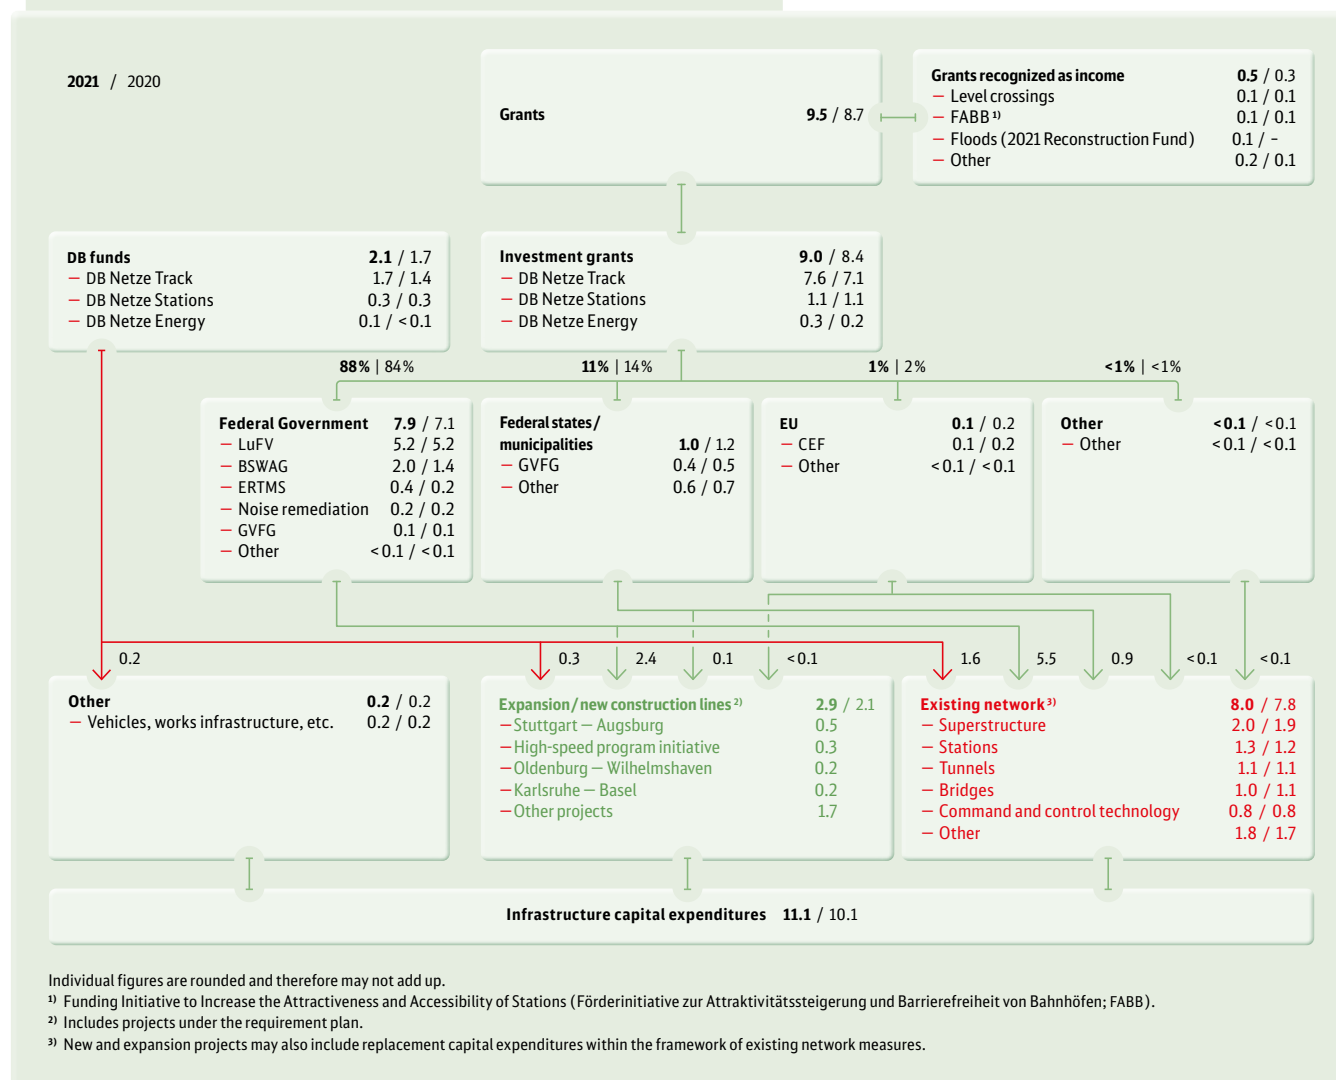 2021 / 2020
Grants 9.5 / 8.7
Grants recognized as income 0.5 / 0.3
– Level crossings 0.1 / 0.1
– FABB 1) 0.1 / 0.1
– Floods (2021 Reconstruction Fund) 0.1 / –
– Other 0.2 / 0.1
DB funds 2.1 / 1.7
– DB Netze Track 1.7 / 1.4
– DB Netze Stations 0.3 / 0.3
– DB Netze Energy 0.1 / <0.1
Investment grants 9.0 / 8.4
– DB Netze Track 7.6 / 7.1
– DB Netze Stations 1.1 / 1.1
– DB Netze Energy 0.3 / 0.2
88% | 84%
11% | 14%
1% | 2%
<1% | <1%
Federal Government 7.9 / 7.1
– LuFV 5.2 / 5.2
– BSWAG 2.0 / 1.4
– ERTMS 0.4 / 0.2
– Noise remediation 0.2 / 0.2
– GVFG 0.1 / 0.1
– Other <0.1 / <0.1
Federal states /
municipalities 1.0 / 1.2
– GVFG 0.4 / 0.5
– Other 0.6 / 0.7
EU 0.1 / 0.2
– CEF 0.1 / 0.2
– Other <0.1 / <0.1
Other <0.1 / <0.1
– Other <0.1 / <0.1
0.2
0.3
2.4
0.1
<0.1
1.6
5.5
0.9
<0.1
<0.1
Other 0.2 / 0.2
– Vehicles, works infrastructure, etc. 0.2 / 0.2
Expansion / new construction lines 2) 2.9 / 2.1
– Stuttgart – Augsburg 0.5
– High-speed program initiative 0.3
– Oldenburg – Wilhelmshaven 0.2
– Karlsruhe – Basel 0.2
– Other projects 1.7
Existing network 3) 8.0 / 7.8
– Superstructure 2.0 / 1.9
– Stations 1.3 / 1.2
– Tunnels 1.1 / 1.1
– Bridges 1.0 / 1.1
– Command and control technology 0.8 / 0.8
– Other 1.8 / 1.7
Infrastructure capital expenditures 11.1 / 10.1
Individual figures are rounded and therefore may not add up.
1) Funding Initiative to Increase the Attractiveness and Accessibility of Stations (Förderinitiative zur Attraktivitätssteigerung und Barrierefreiheit von Bahnhöfen; FABB).
2) Includes projects under the requirement plan.
3) New and expansion projects may also include replacement capital expenditures within the framework of existing network measures.